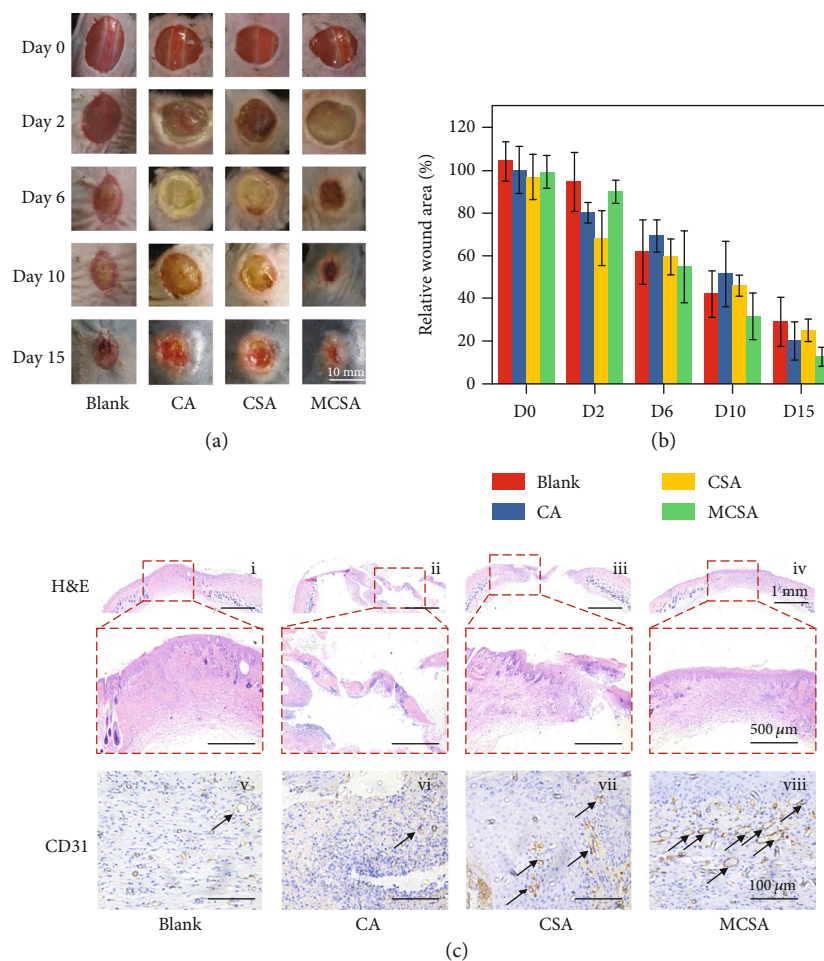 Day 0
Day 2
Day 6
Day 10
Day 15
10 mm
Blank CA CSA MCSA
(a)
Relative wound area (%)
120
100
80
60
40
20
0
D0 D2 D6 D10 D15
(b)
Blank CSA
CA MCSA
H&E
i ii iii iv
1 mm
500 μm
CD31
v vi vii viii
100 μm
Blank CA CSA MCSA
(c)